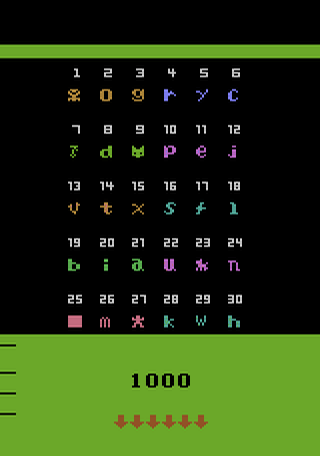 1 2 3 4 5 6
o g r y c
7 8 9 10 11 12
d p e j
13 14 15 16 17 18
v t x s f l
19 20 21 22 23 24
b i a u n
25 26 27 28 29 30
m k w h
1000